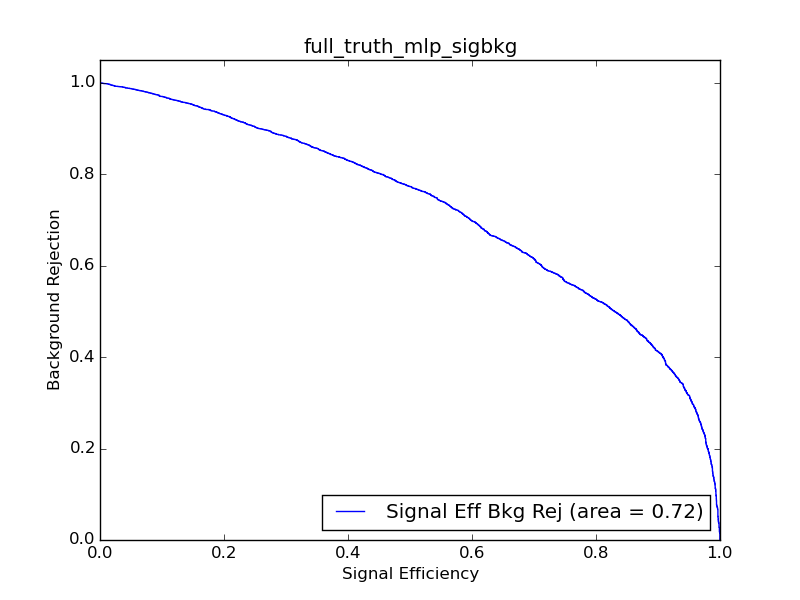 full_truth_mlp_sigbkg
1.0
0.8
0.6
0.4
0.2
0.0
Background Rejection
Signal Eff Bkg Rej (area = 0.72)
0.0 0.2 0.4 0.6 0.8 1.0
Signal Efficiency